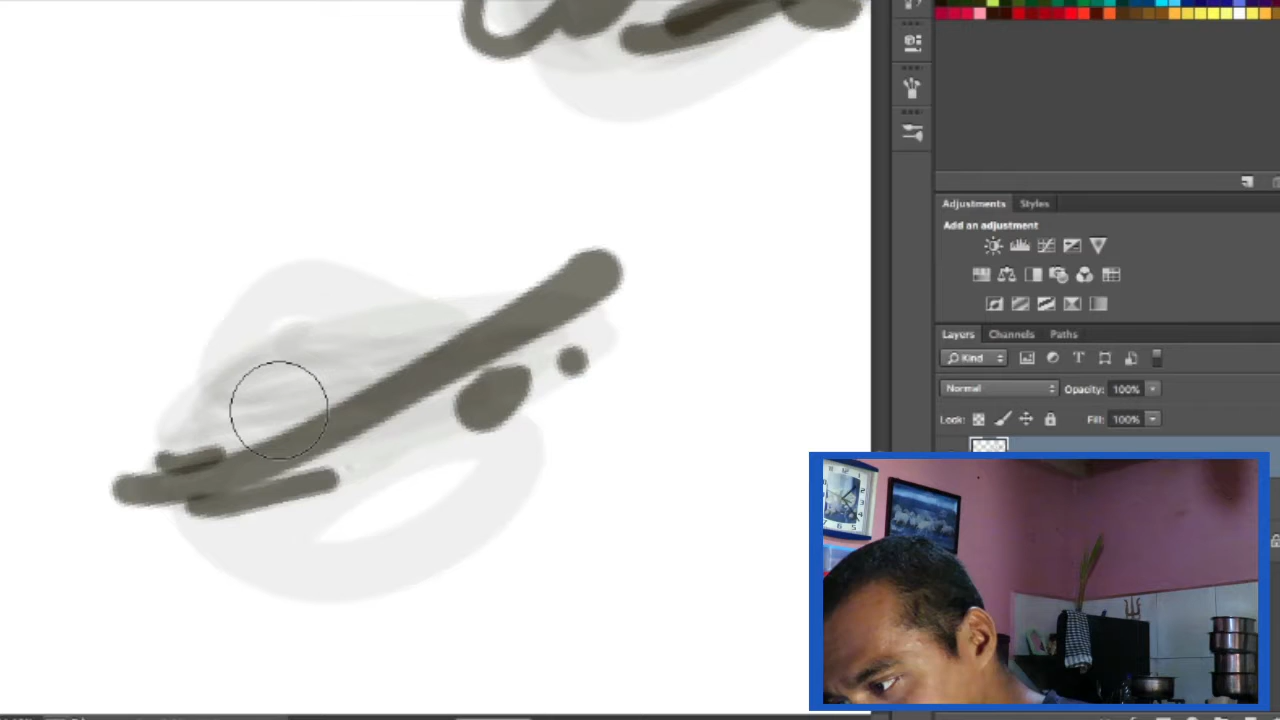 Adjustments Styles
Add an adjustment
Layers Channels Paths
Kind
Normal Opacity: 100%
Lock: Fill: 100%